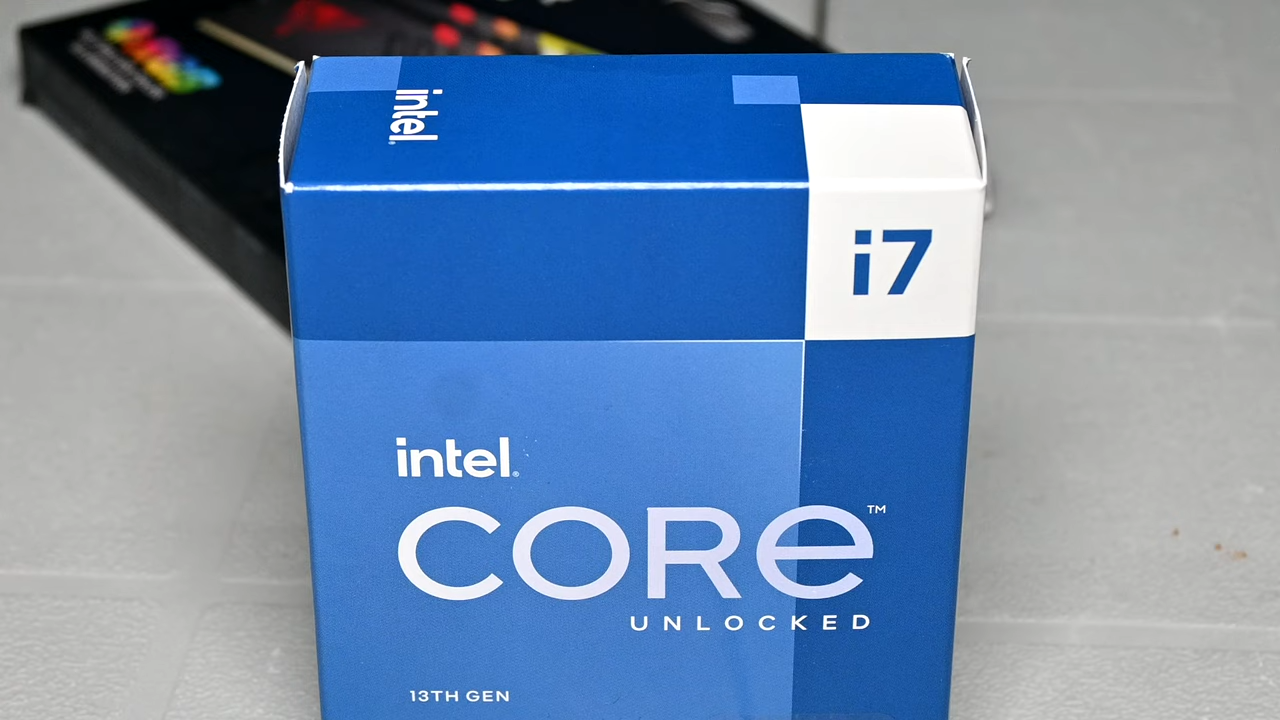 intel
i7
intel
CORE™
UNLOCKED
13TH GEN